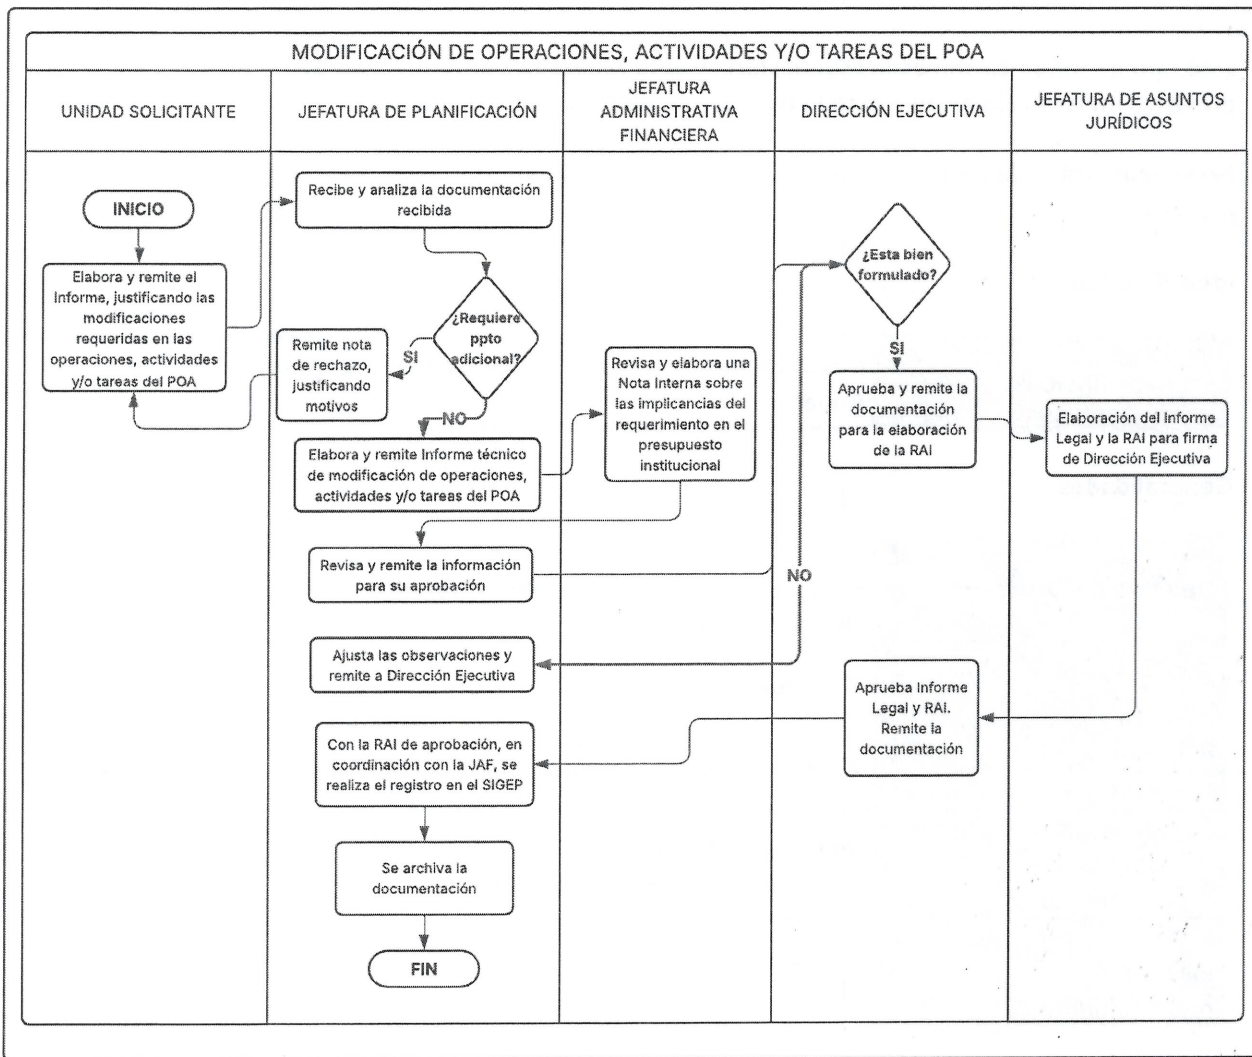 MODIFICACIÓN DE OPERACIONES, ACTIVIDADES Y/O TAREAS DEL POA
UNIDAD SOLICITANTE
JEFATURA DE PLANIFICACIÓN
JEFATURA
ADMINISTRATIVA
FINANCIERA
DIRECCIÓN EJECUTIVA
JEFATURA DE ASUNTOS
JURÍDICOS
INICIO
Elabora y remite el
Informe, justificando las
modificaciones
requeridas en las
operaciones, actividades
y/o tareas del POA
Recibe y analiza la documentación
recibida
¿Requiere
ppto
adicional?
SI
Remite nota
de rechazo,
justificando
motivos
NO
Elabora y remite Informe técnico
de modificación de operaciones,
actividades y/o tareas del POA
Revisa y elabora una
Nota Interna sobre
las implicancias del
requerimiento en el
presupuesto
institucional
Revisa y remite la información
para su aprobación
¿Esta bien
formulado?
SI
NO
Aprueba y remite la
documentación
para la elaboración
de la RAI
Elaboración del Informe
Legal y la RAI para firma
de Dirección Ejecutiva
Ajusta las observaciones y
remite a Dirección Ejecutiva
Aprueba Informe
Legal y RAI.
Remite la
documentación
Con la RAI de aprobación, en
coordinación con la JAF, se
realiza el registro en el SIGEP
Se archiva la
documentación
FIN